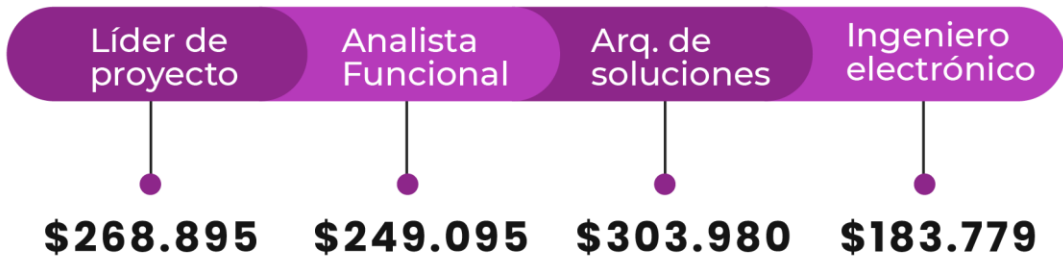 Líder de
proyecto
Analista
Funcional
Arq. de
soluciones
Ingeniero
electrónico
$268.895
$249.095
$303.980
$183.779